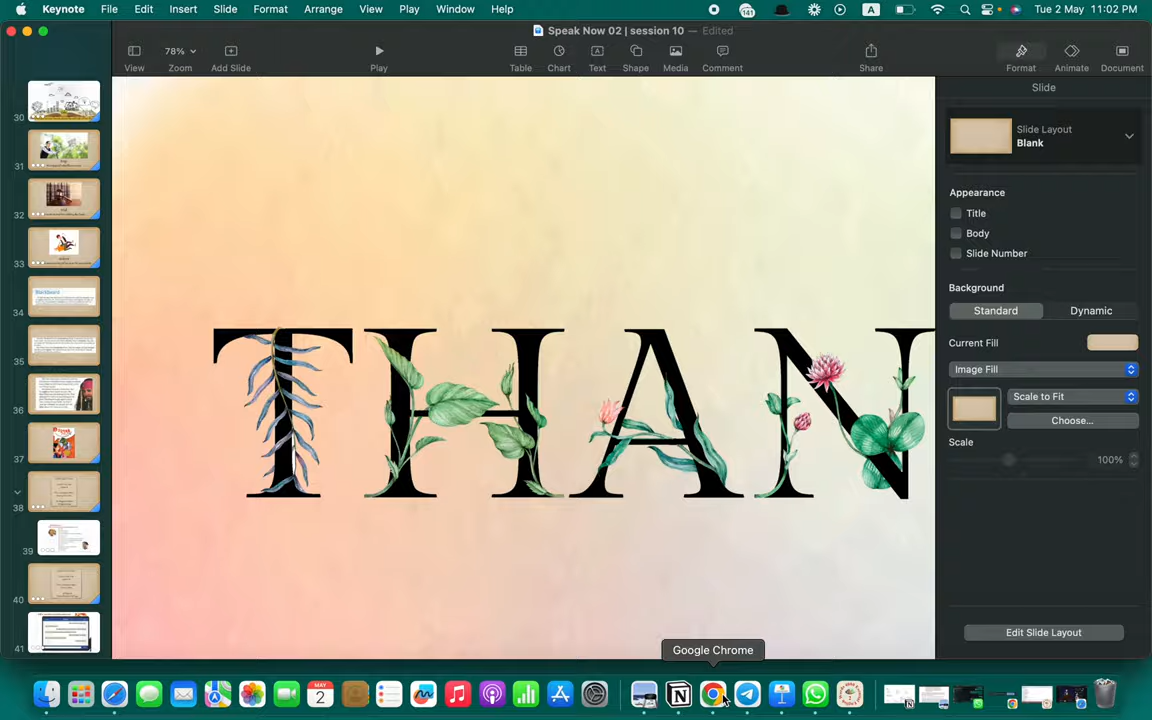 Keynote File Edit Insert Slide Format Arrange View Play Window Help 141 A Tue 2 May 11:02 PM
Speak Now 02 | session 10 — Edited
78%
View Zoom Add Slide Play Table Chart Text Shape Media Comment Share Format Animate Document
Slide
Slide Layout
Blank
Appearance
Title
Body
Slide Number
Background
Standard Dynamic
Current Fill
Image Fill
Scale to Fit
Choose...
Scale
100%
Edit Slide Layout
30
31
32
33
34
35
36
37
38
39
40
41
THAN
Google Chrome
MAY
2